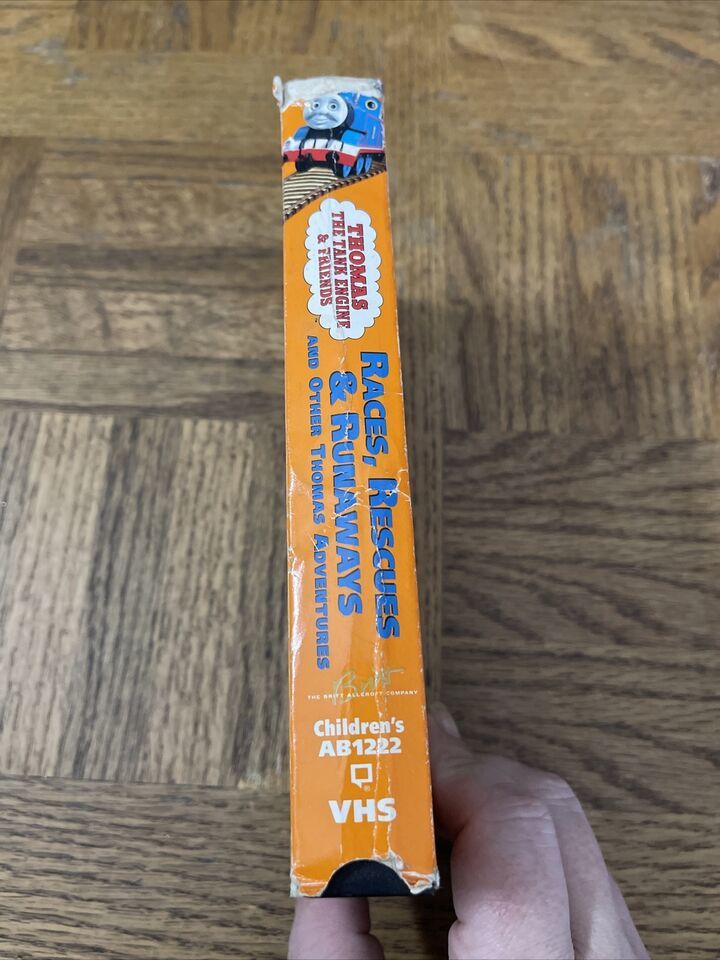 THOMAS
THE TANK ENGINE
& FRIENDS
RACES, RESCUES
& RUNAWAYS
AND OTHER THOMAS ADVENTURES
Britt
THE BRITT ALLCROFT COMPANY
Children's
AB1222
®
VHS